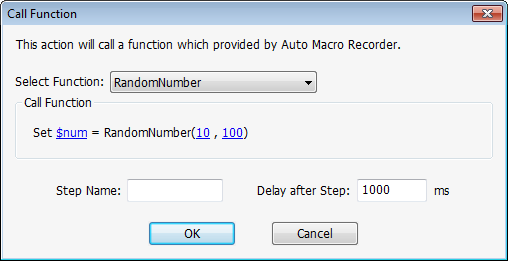 Call Function
This action will call a function which provided by Auto Macro Recorder.
Select Function: RandomNumber
Call Function
Set $num = RandomNumber(10 , 100)
Step Name: Delay after Step: 1000 ms
OK Cancel